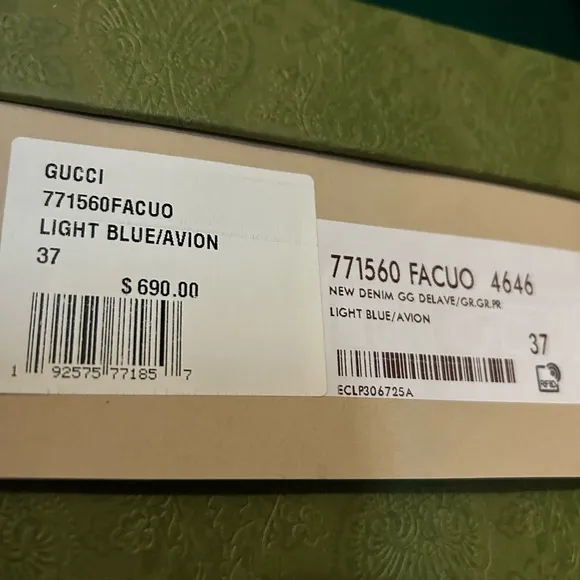 GUCCI
771560FACUO
LIGHT BLUE/AVION
37
$ 690.00
1 92575 77185 7
771560 FACUO 4646
NEW DENIM GG DELAVE/GR.GR.PR
LIGHT BLUE/AVION
37
ECLP306725A
RFID